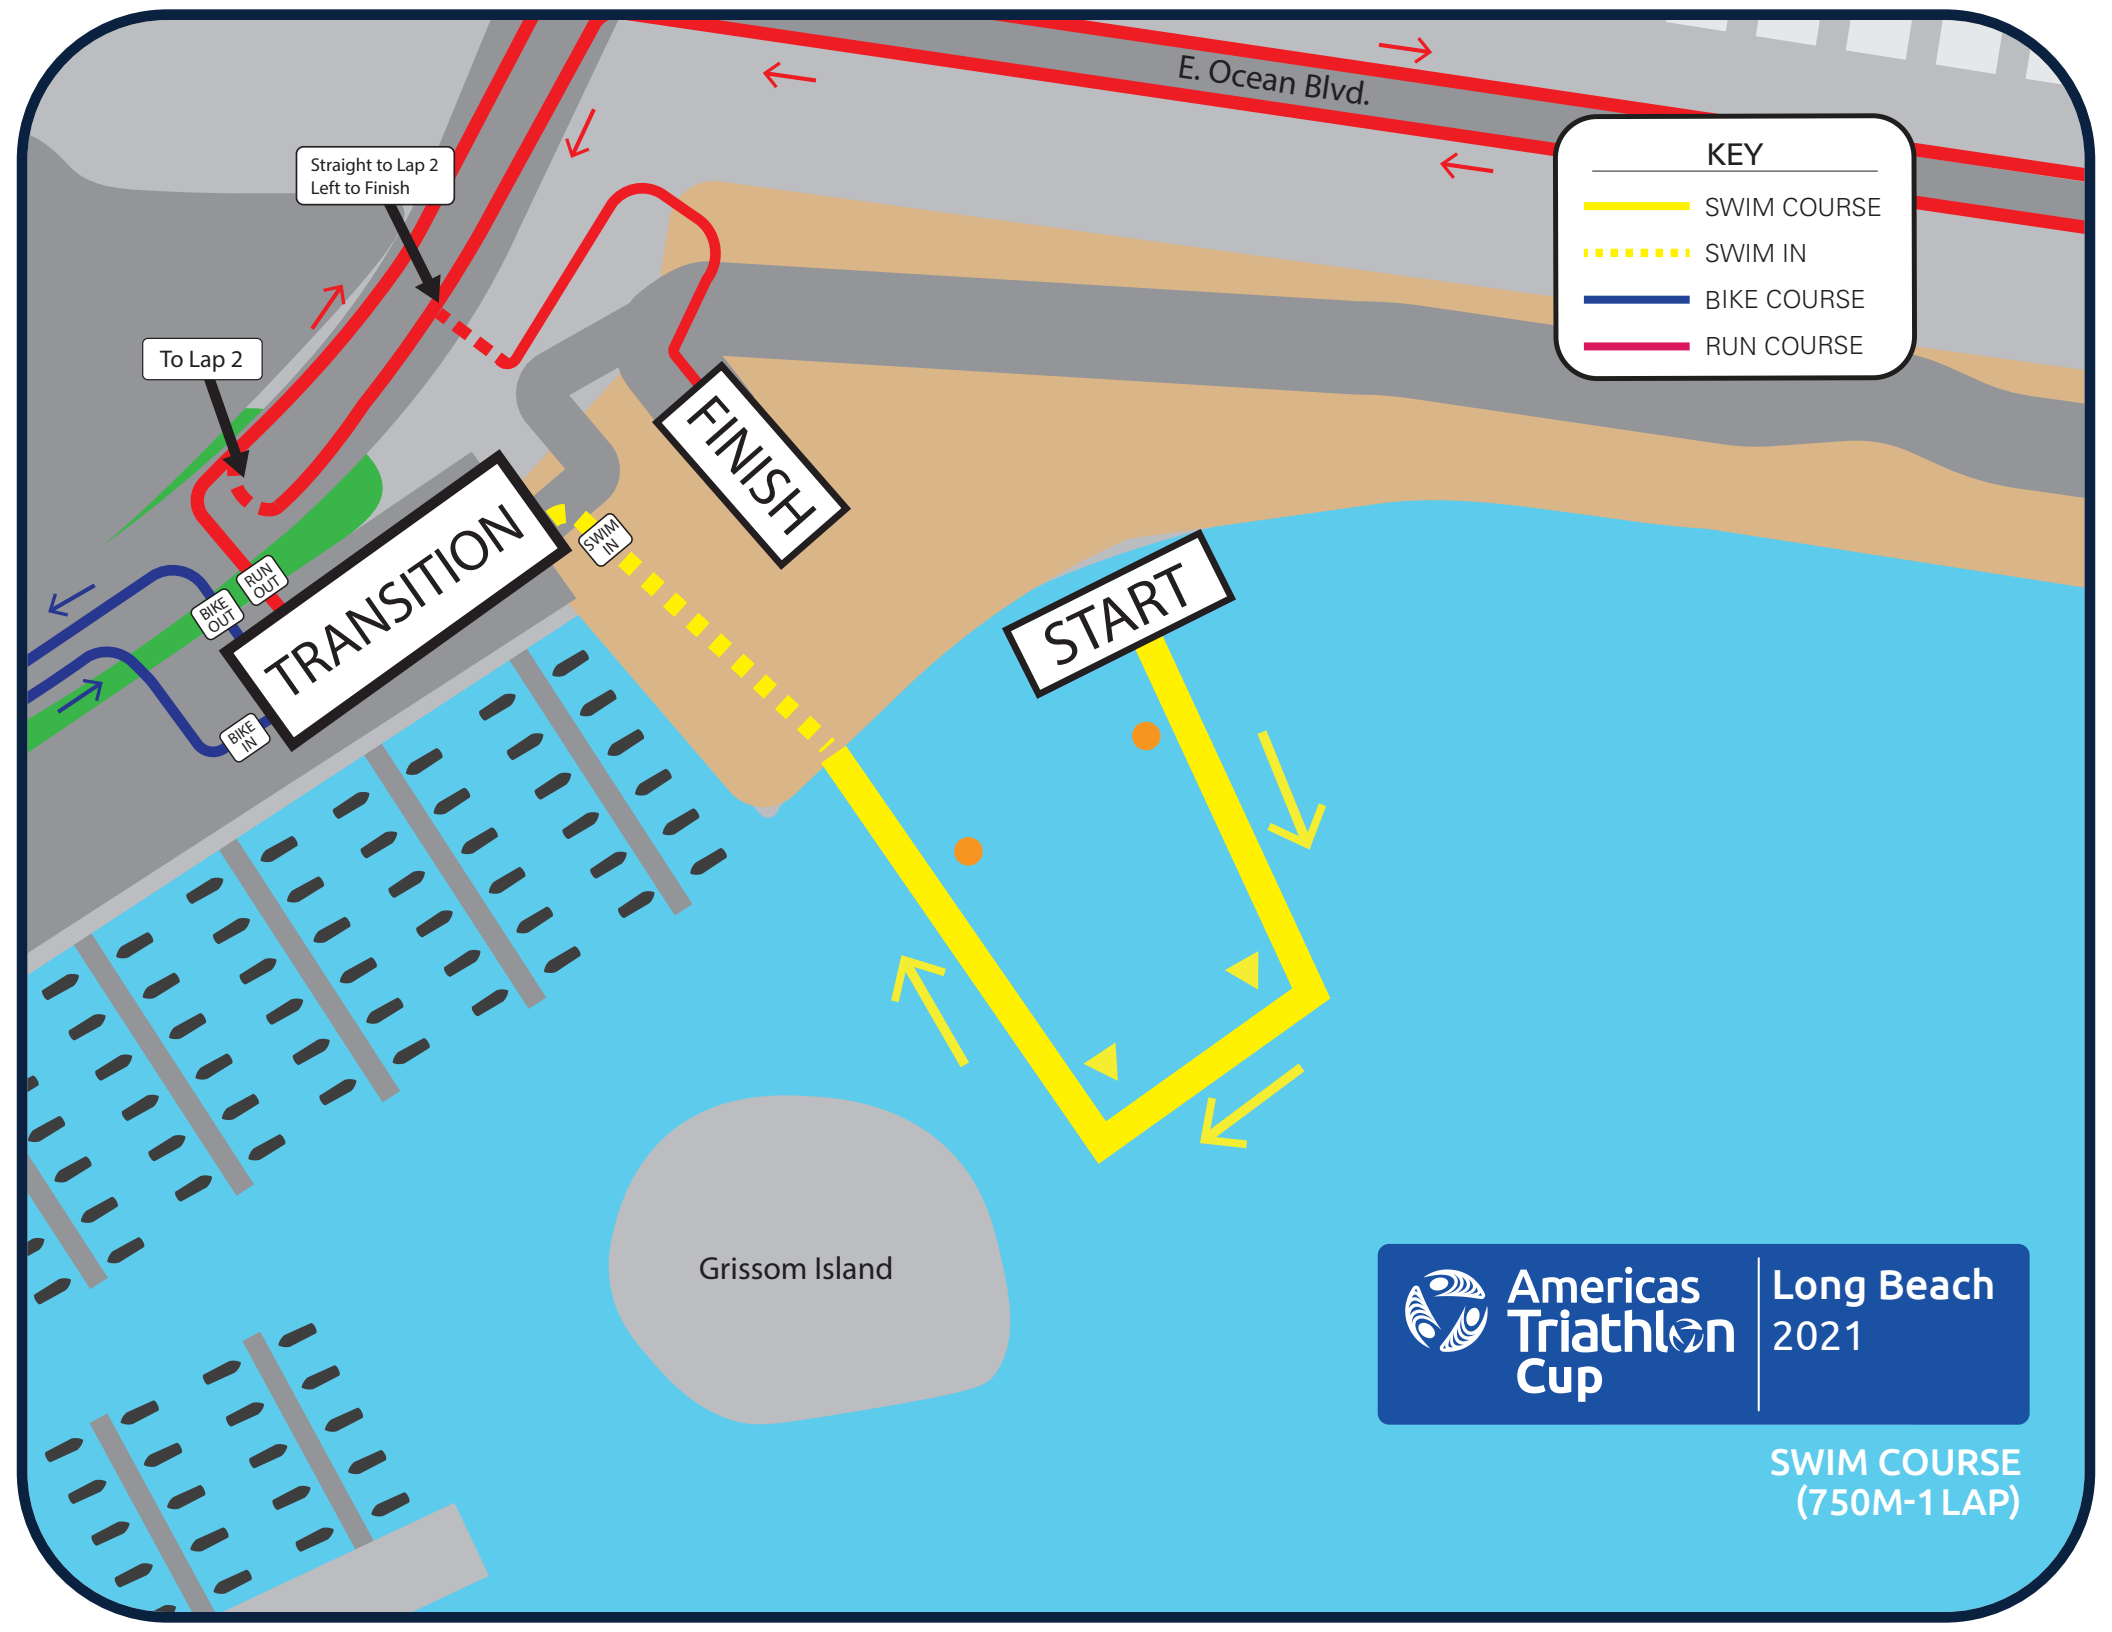 E. Ocean Blvd.
KEY
SWIM COURSE
SWIM IN
BIKE COURSE
RUN COURSE
Straight to Lap 2
Left to Finish
To Lap 2
FINISH
TRANSITION
SWIM
IN
RUN
OUT
BIKE
OUT
BIKE
IN
START
Grissom Island
Americas
Triathlon
Cup
Long Beach
2021
SWIM COURSE
(750M-1 LAP)